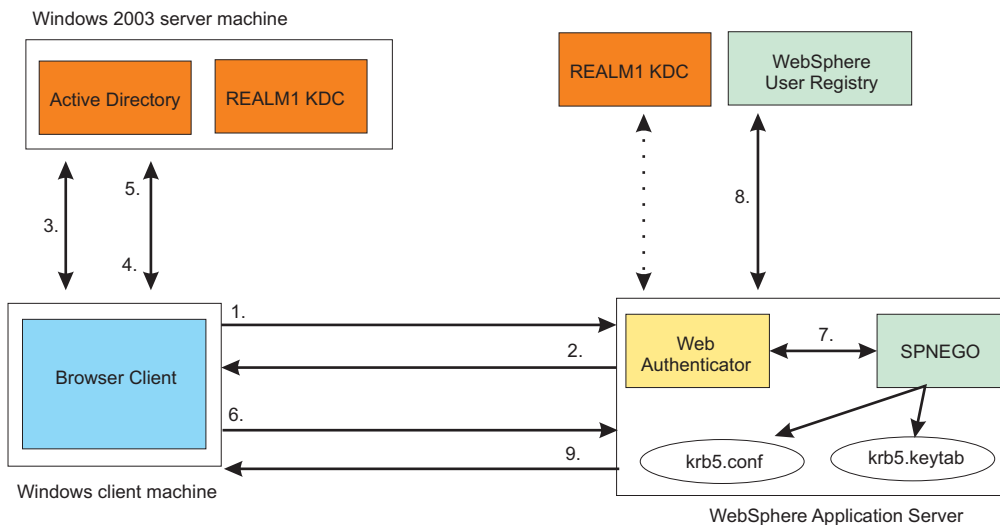 Windows 2003 server machine
Active Directory
REALM1 KDC
REALM1 KDC
WebSphere
User Registry
3.
5.
4.
8.
1.
2.
6.
9.
Browser Client
Windows client machine
Web
Authenticator
7.
SPNEGO
krb5.conf
krb5.keytab
WebSphere Application Server